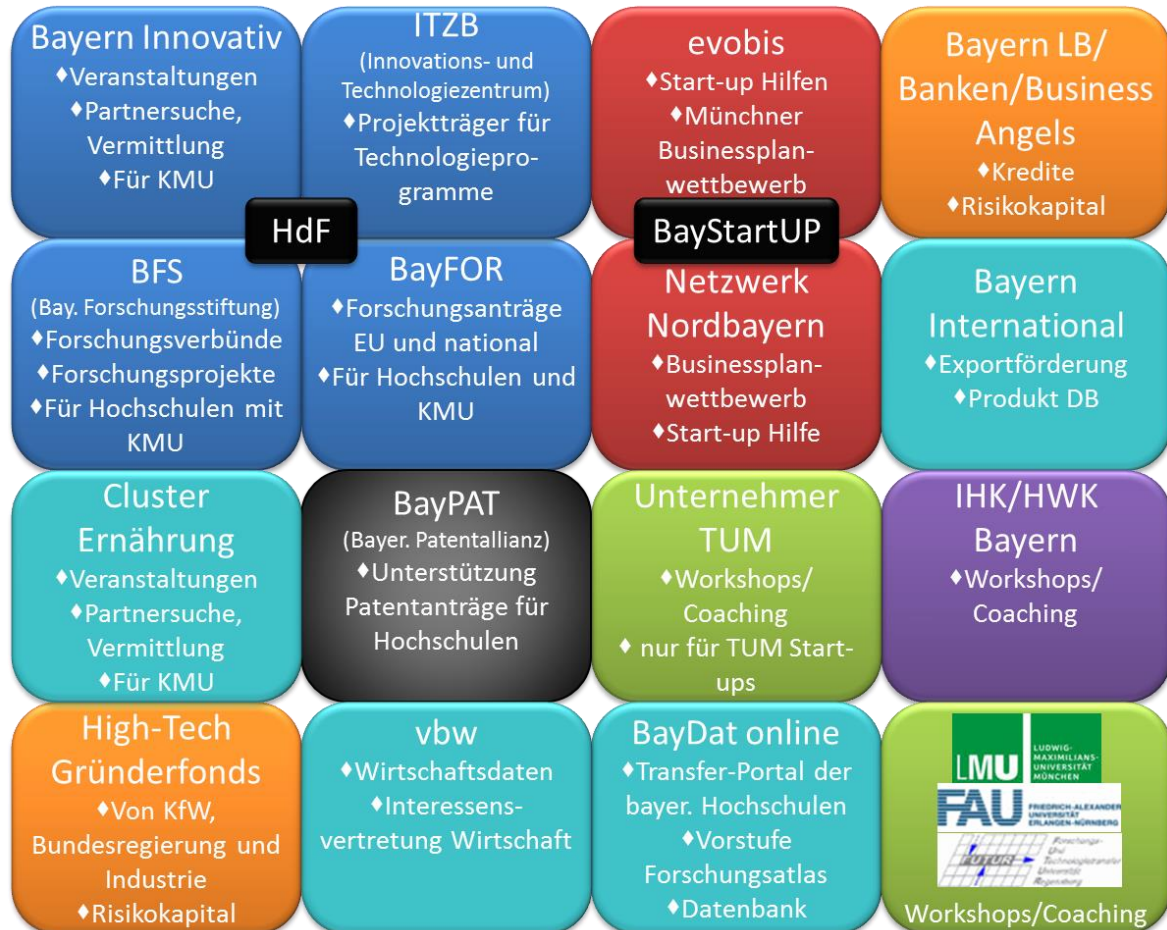 Bayern Innovativ
♦Veranstaltungen
♦Partnersuche,
Vermittlung
♦Für KMU
ITZB
(Innovations- und
Technologiezentrum)
♦Projektträger für
Technologiepro-
gramme
evobis
♦Start-up Hilfen
♦Münchner
Businessplan-
wettbewerb
Bayern LB/
Banken/Business
Angels
♦Kredite
♦Risikokapital
HdF
BayStartUP
BFS
(Bay. Forschungsstiftung)
♦Forschungsverbünde
♦Forschungsprojekte
♦Für Hochschulen mit
KMU
BayFOR
♦Forschungsanträge
EU und national
♦Für Hochschulen und
KMU
Netzwerk
Nordbayern
♦Businessplan-
wettbewerb
♦Start-up Hilfe
Bayern
International
♦Exportförderung
♦Produkt DB
Cluster
Ernährung
♦Veranstaltungen
♦Partnersuche,
Vermittlung
♦Für KMU
BayPAT
(Bayer. Patentallianz)
♦Unterstützung
Patentanträge für
Hochschulen
Unternehmer
TUM
♦Workshops/
Coaching
♦ nur für TUM Start-
ups
IHK/HWK
Bayern
♦Workshops/
Coaching
High-Tech
Gründerfonds
♦Von KfW,
Bundesregierung und
Industrie
♦Risikokapital
vbw
♦Wirtschaftsdaten
♦Interessens-
vertretung Wirtschaft
BayDat online
♦Transfer-Portal der
bayer. Hochschulen
♦Vorstufe
Forschungsatlas
♦Datenbank
LMU
LUDWIG-
MAXIMILIANS-
UNIVERSITÄT
MÜNCHEN
FAU
FRIEDRICH-ALEXANDER
UNIVERSITÄT
ERLANGEN-NÜRNBERG
FUTUR
Forschungs-
Und
Technologietransfer
Universität
Regensburg
Workshops/Coaching